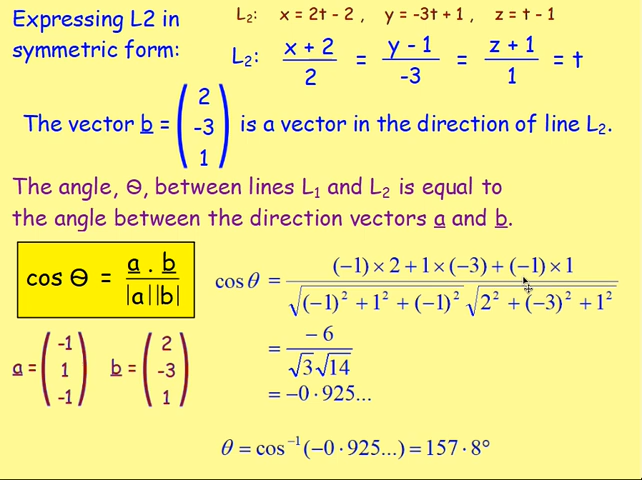 Expressing L2 in
symmetric form:
L₂: x = 2t - 2 , y = -3t + 1 , z = t - 1
L₂: (x + 2)/2 = (y - 1)/-3 = (z + 1)/1 = t
The vector b = (2 -3 1) is a vector in the direction of line L₂.
The angle, Θ, between lines L₁ and L₂ is equal to
the angle between the direction vectors a and b.
cos Θ = a . b / |a||b|
cos θ = ((−1) × 2 + 1 × (−3) + (−1) × 1) / (√((−1)² + 1² + (−1)²) √(2² + (−3)² + 1²))
= −6 / (√3√14)
= −0·925...
a = (-1 1 -1) b = (2 -3 1)
θ = cos⁻¹(−0·925...) = 157·8°